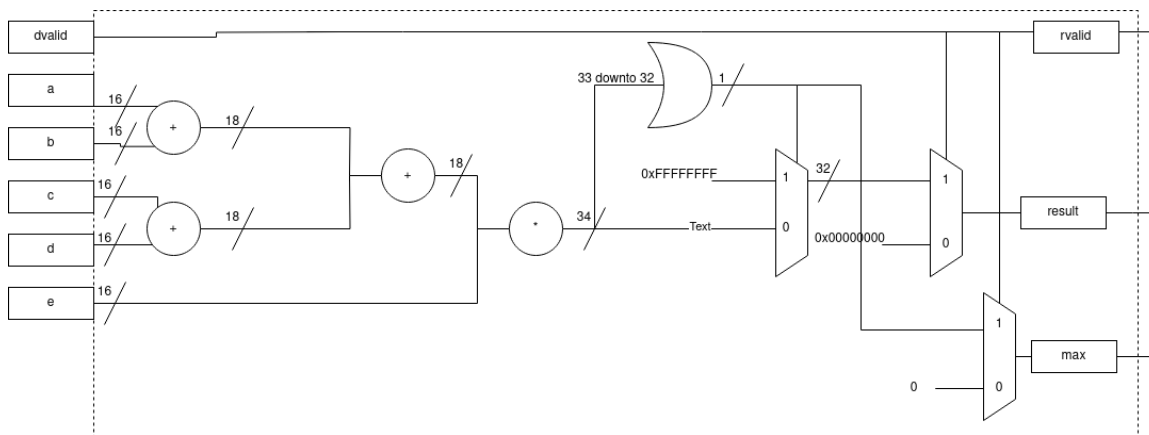 dvalid
rvalid
a
16
33 downto 32
1
16
+
18
b
0xFFFFFFFF
1
32
1
+
18
c
16
34
*
Text
0
0x00000000
0
result
16
+
18
d
e
16
1
max
0
0